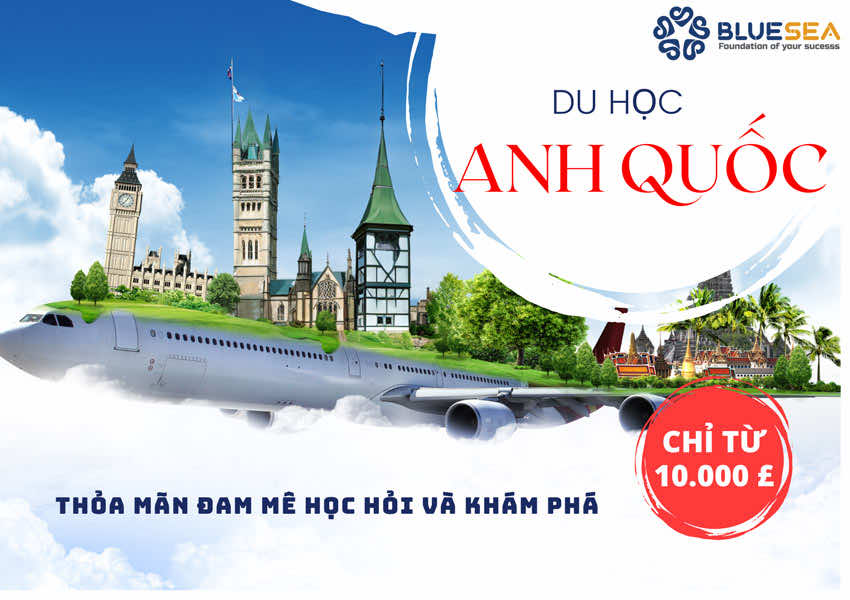 BLUESEA
Foundation of your sucesss
DU HỌC
ANH QUỐC
CHỈ TỪ
10.000 £
THỎA MÃN ĐAM MÊ HỌC HỎI VÀ KHÁM PHÁ